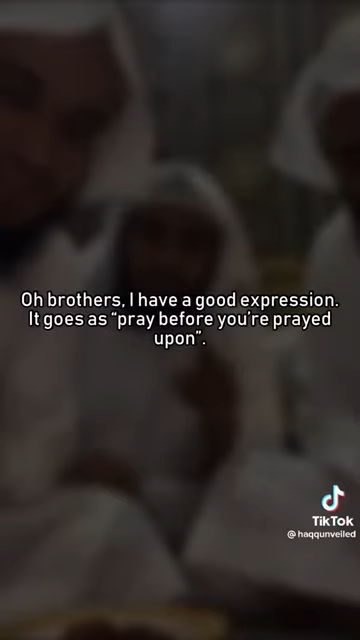 Oh brothers, I have a good expression.
It goes as “pray before you’re prayed
upon”.
TikTok
@haqqunveiled